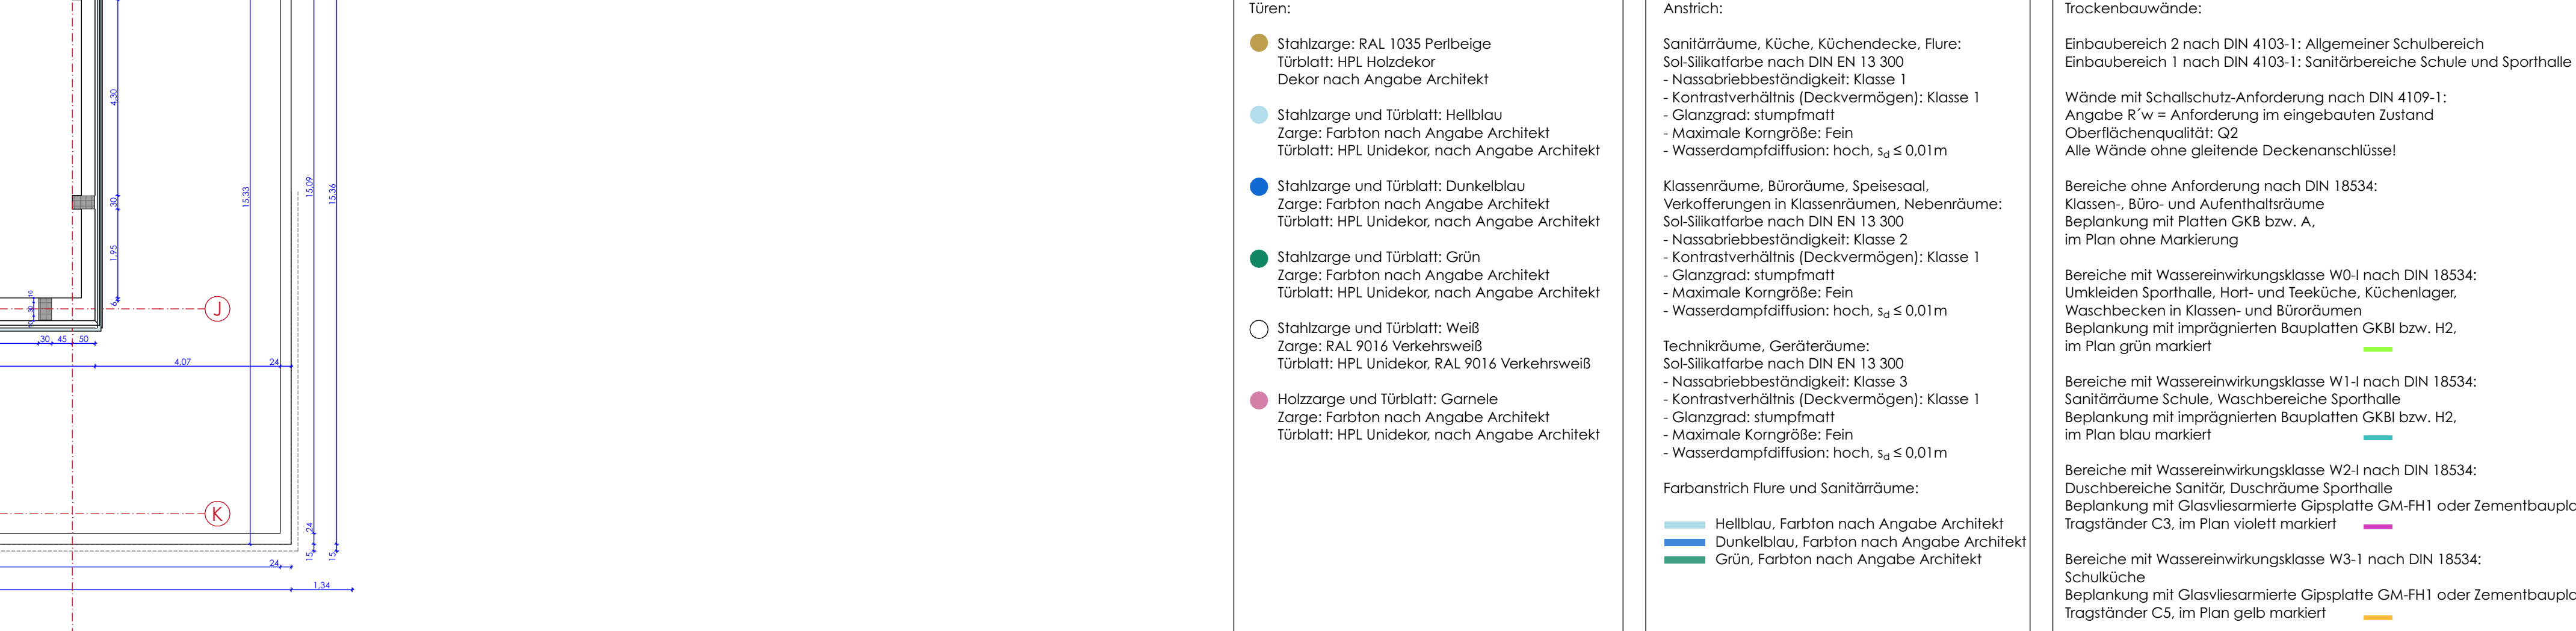 4,30
30
1,95
6
10
30
10
30
45
50
4,07
24
15,33
15,09
15,36
24
15
15
24
1,34
J
K
Türen:
Stahlzarge: RAL 1035 Perlbeige
Türblatt: HPL Holzdekor
Dekor nach Angabe Architekt
Stahlzarge und Türblatt: Hellblau
Zarge: Farbton nach Angabe Architekt
Türblatt: HPL Unidekor, nach Angabe Architekt
Stahlzarge und Türblatt: Dunkelblau
Zarge: Farbton nach Angabe Architekt
Türblatt: HPL Unidekor, nach Angabe Architekt
Stahlzarge und Türblatt: Grün
Zarge: Farbton nach Angabe Architekt
Türblatt: HPL Unidekor, nach Angabe Architekt
Stahlzarge und Türblatt: Weiß
Zarge: RAL 9016 Verkehrsweiß
Türblatt: HPL Unidekor, RAL 9016 Verkehrsweiß
Holzzarge und Türblatt: Garnele
Zarge: Farbton nach Angabe Architekt
Türblatt: HPL Unidekor, nach Angabe Architekt
Anstrich:
Sanitärräume, Küche, Küchendecke, Flure:
Sol-Silikatfarbe nach DIN EN 13 300
- Nassabriebbeständigkeit: Klasse 1
- Kontrastverhältnis (Deckvermögen): Klasse 1
- Glanzgrad: stumpfmatt
- Maximale Korngröße: Fein
- Wasserdampfdiffusion: hoch, sd ≤ 0,01m
Klassenräume, Büroräume, Speisesaal,
Verkofferungen in Klassenräumen, Nebenräume:
Sol-Silikatfarbe nach DIN EN 13 300
- Nassabriebbeständigkeit: Klasse 2
- Kontrastverhältnis (Deckvermögen): Klasse 1
- Glanzgrad: stumpfmatt
- Maximale Korngröße: Fein
- Wasserdampfdiffusion: hoch, sd ≤ 0,01m
Technikräume, Geräteräume:
Sol-Silikatfarbe nach DIN EN 13 300
- Nassabriebbeständigkeit: Klasse 3
- Kontrastverhältnis (Deckvermögen): Klasse 1
- Glanzgrad: stumpfmatt
- Maximale Korngröße: Fein
- Wasserdampfdiffusion: hoch, sd ≤ 0,01m
Farbanstrich Flure und Sanitärräume:
Hellblau, Farbton nach Angabe Architekt
Dunkelblau, Farbton nach Angabe Architekt
Grün, Farbton nach Angabe Architekt
Trockenbauwände:
Einbaubereich 2 nach DIN 4103-1: Allgemeiner Schulbereich
Einbaubereich 1 nach DIN 4103-1: Sanitärbereiche Schule und Sporthalle
Wände mit Schallschutz-Anforderung nach DIN 4109-1:
Angabe R´w = Anforderung im eingebauten Zustand
Oberflächenqualität: Q2
Alle Wände ohne gleitende Deckenanschlüsse!
Bereiche ohne Anforderung nach DIN 18534:
Klassen-, Büro- und Aufenthaltsräume
Beplankung mit Platten GKB bzw. A,
im Plan ohne Markierung
Bereiche mit Wassereinwirkungsklasse W0-I nach DIN 18534:
Umkleiden Sporthalle, Hort- und Teeküche, Küchenlager,
Waschbecken in Klassen- und Büroräumen
Beplankung mit imprägnierten Bauplatten GKBI bzw. H2,
im Plan grün markiert
Bereiche mit Wassereinwirkungsklasse W1-I nach DIN 18534:
Sanitärräume Schule, Waschbereiche Sporthalle
Beplankung mit imprägnierten Bauplatten GKBI bzw. H2,
im Plan blau markiert
Bereiche mit Wassereinwirkungsklasse W2-I nach DIN 18534:
Duschbereiche Sanitär, Duschräume Sporthalle
Beplankung mit Glasvliesarmierte Gipsplatte GM-FH1 oder Zementbaupla
Tragständer C3, im Plan violett markiert
Bereiche mit Wassereinwirkungsklasse W3-1 nach DIN 18534:
Schulküche
Beplankung mit Glasvliesarmierte Gipsplatte GM-FH1 oder Zementbaupla
Tragständer C5, im Plan gelb markiert